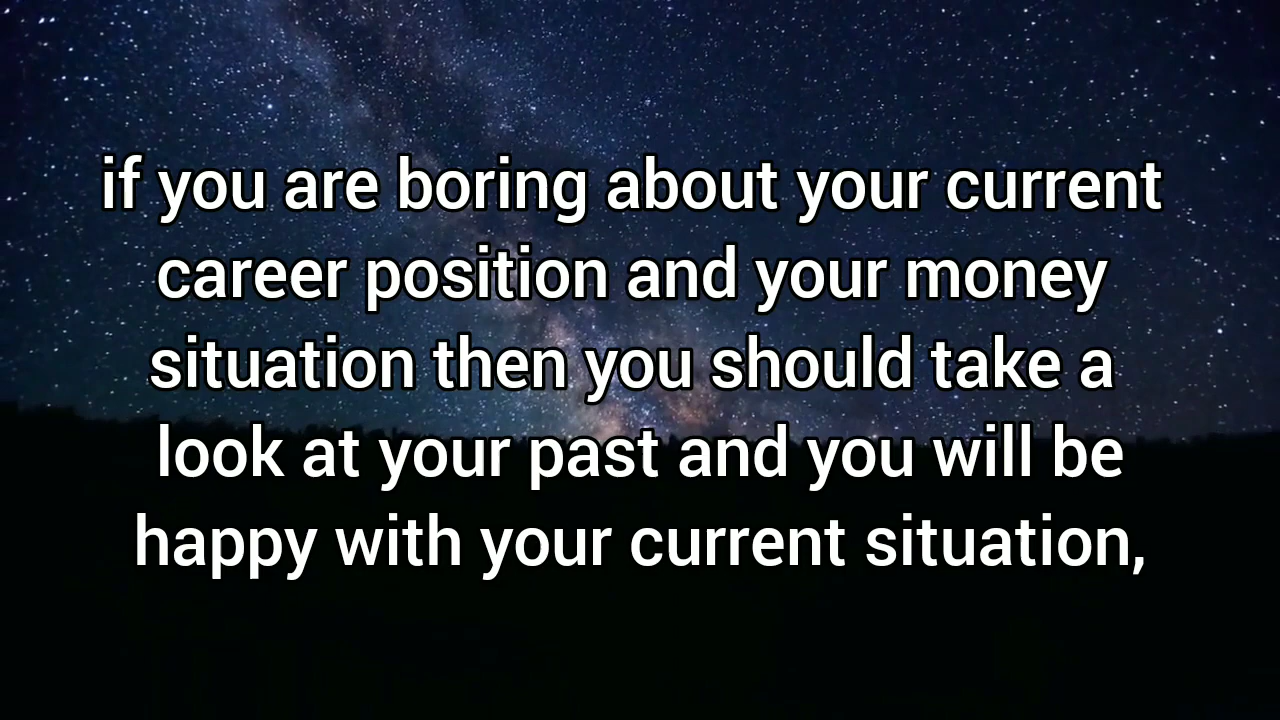 if you are boring about your current
career position and your money
situation then you should take a
look at your past and you will be
happy with your current situation,